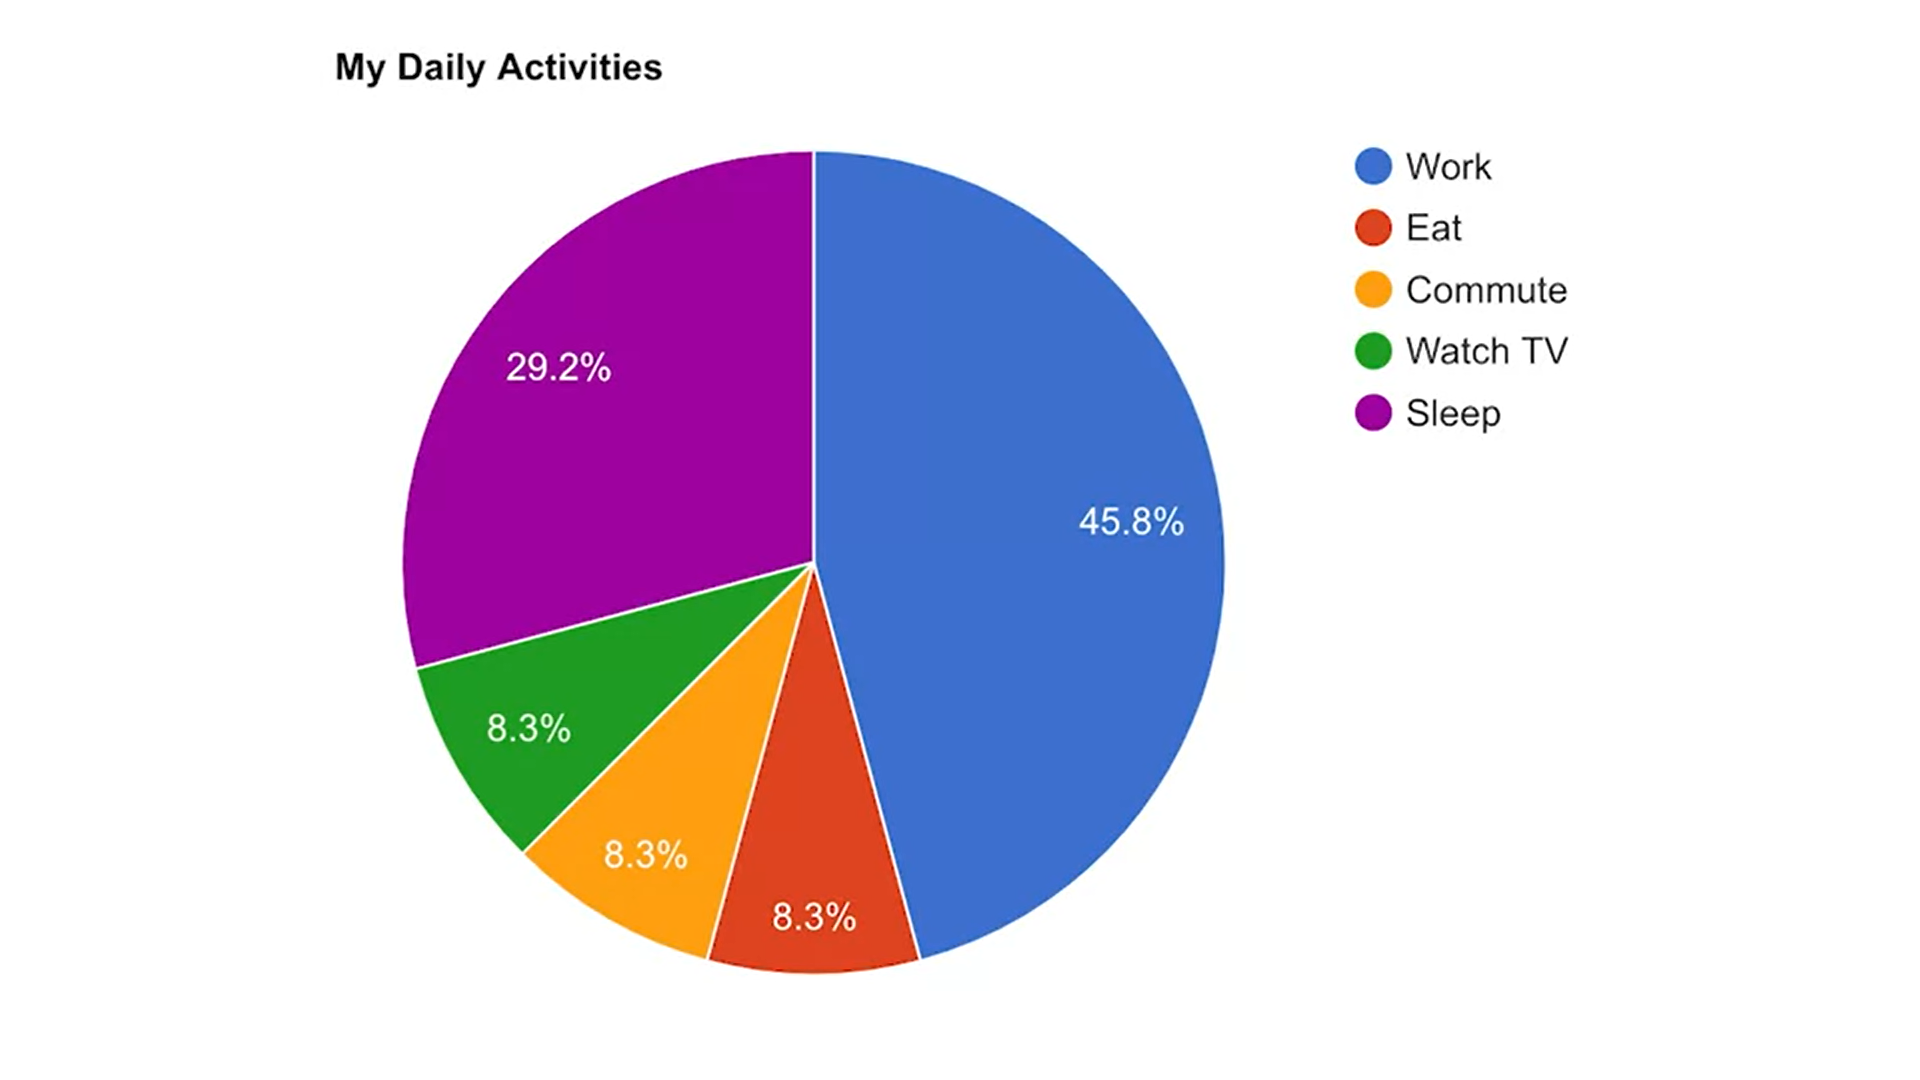 My Daily Activities
Work
Eat
Commute
Watch TV
Sleep
29.2%
45.8%
8.3%
8.3%
8.3%